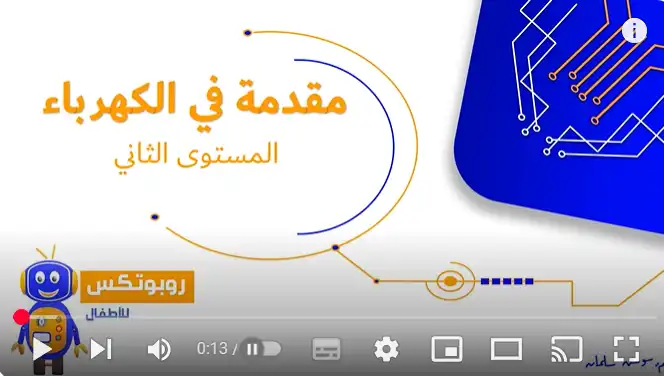 مقدمة في الكهرباء
المستوى الثاني
روبوتكس
للأطفال
0:13 /